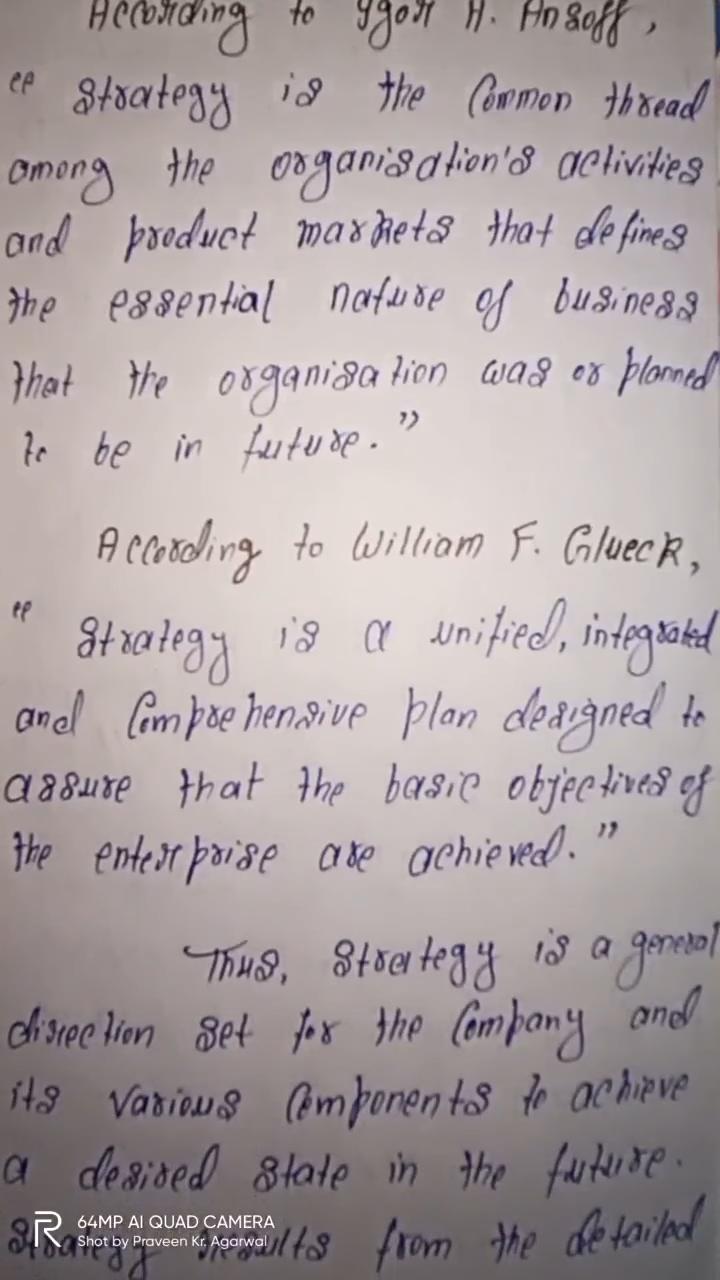 According to Ygor H. Ansoff,
“ Strategy is the Common thread
among the organisation's activities
and product markets that defines
the essential nature of business
that the organisation was or planned
to be in future.”
According to William F. Glueck,
“ Strategy is a unified, integrated
and Comprehensive plan designed to
assure that the basic objectives of
the enterprise are achieved.”
Thus, Strategy is a general
direction set for the Company and
its various Components to achieve
a desired state in the future.
Strategy results from the detailed
64MP AI QUAD CAMERA
Shot by Praveen Kr. Agarwal